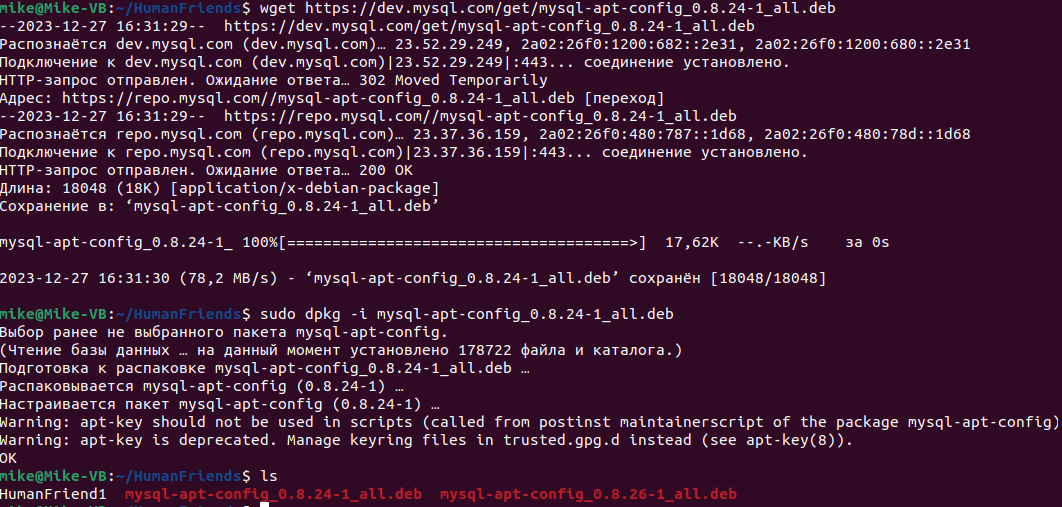 mike@Mike-VB:~/HumanFriends$ wget https://dev.mysql.com/get/mysql-apt-config_0.8.24-1_all.deb
--2023-12-27 16:31:29--  https://dev.mysql.com/get/mysql-apt-config_0.8.24-1_all.deb
Распознаётся dev.mysql.com (dev.mysql.com)… 23.52.29.249, 2a02:26f0:1200:682::2e31, 2a02:26f0:1200:680::2e31
Подключение к dev.mysql.com (dev.mysql.com)|23.52.29.249|:443... соединение установлено.
HTTP-запрос отправлен. Ожидание ответа… 302 Moved Temporarily
Адрес: https://repo.mysql.com//mysql-apt-config_0.8.24-1_all.deb [переход]
--2023-12-27 16:31:29--  https://repo.mysql.com//mysql-apt-config_0.8.24-1_all.deb
Распознаётся repo.mysql.com (repo.mysql.com)… 23.37.36.159, 2a02:26f0:480:787::1d68, 2a02:26f0:480:78d::1d68
Подключение к repo.mysql.com (repo.mysql.com)|23.37.36.159|:443... соединение установлено.
HTTP-запрос отправлен. Ожидание ответа… 200 OK
Длина: 18048 (18K) [application/x-debian-package]
Сохранение в: ‘mysql-apt-config_0.8.24-1_all.deb’
mysql-apt-config_0.8.24-1_ 100%[======================================>]  17,62K  --.-KB/s    за 0s
2023-12-27 16:31:30 (78,2 MB/s) - ‘mysql-apt-config_0.8.24-1_all.deb’ сохранён [18048/18048]
mike@Mike-VB:~/HumanFriends$ sudo dpkg -i mysql-apt-config_0.8.24-1_all.deb
Выбор ранее не выбранного пакета mysql-apt-config.
(Чтение базы данных … на данный момент установлено 178722 файла и каталога.)
Подготовка к распаковке mysql-apt-config_0.8.24-1_all.deb …
Распаковывается mysql-apt-config (0.8.24-1) …
Настраивается пакет mysql-apt-config (0.8.24-1) …
Warning: apt-key should not be used in scripts (called from postinst maintainerscript of the package mysql-apt-config)
Warning: apt-key is deprecated. Manage keyring files in trusted.gpg.d instead (see apt-key(8)).
OK
mike@Mike-VB:~/HumanFriends$ ls
HumanFriend1  mysql-apt-config_0.8.24-1_all.deb  mysql-apt-config_0.8.26-1_all.deb